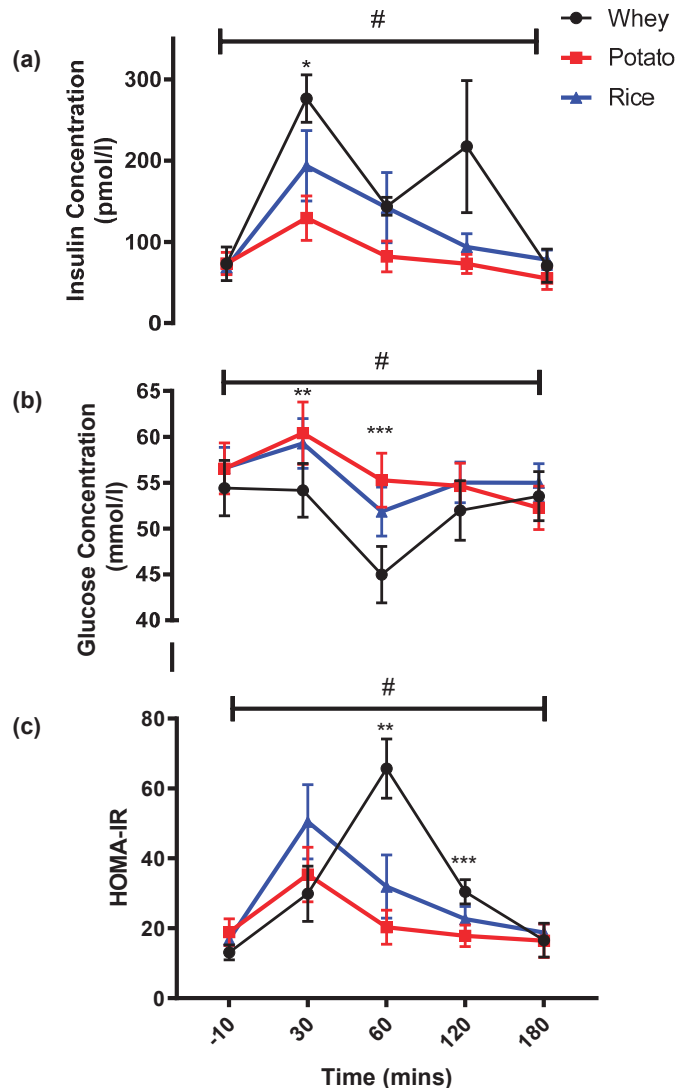 Whey
Potato
Rice
(a)
#
*
Insulin Concentration
(pmol/l)
300
200
100
0
(b)
#
**
***
Glucose Concentration
(mmol/l)
65
60
55
50
45
40
(c)
#
**
***
HOMA-IR
80
60
40
20
0
-10
30
60
120
180
Time (mins)